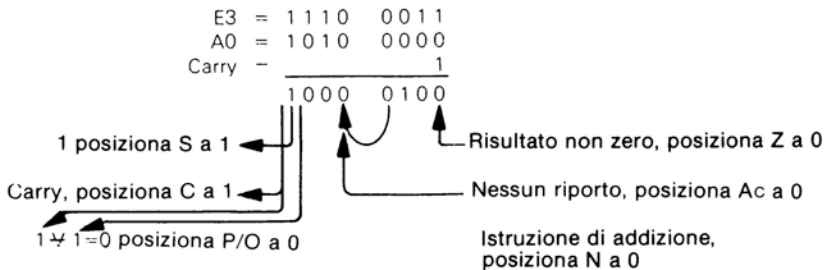 E3 = 1110 0011
A0 = 1010 0000
Carry - 1
1000 0100
1 posiziona S a 1
Risultato non zero, posiziona Z a 0
Carry, posiziona C a 1
Nessun riporto, posiziona Ac a 0
1 ⊻ 1=0 posiziona P/O a 0
Istruzione di addizione,
posiziona N a 0